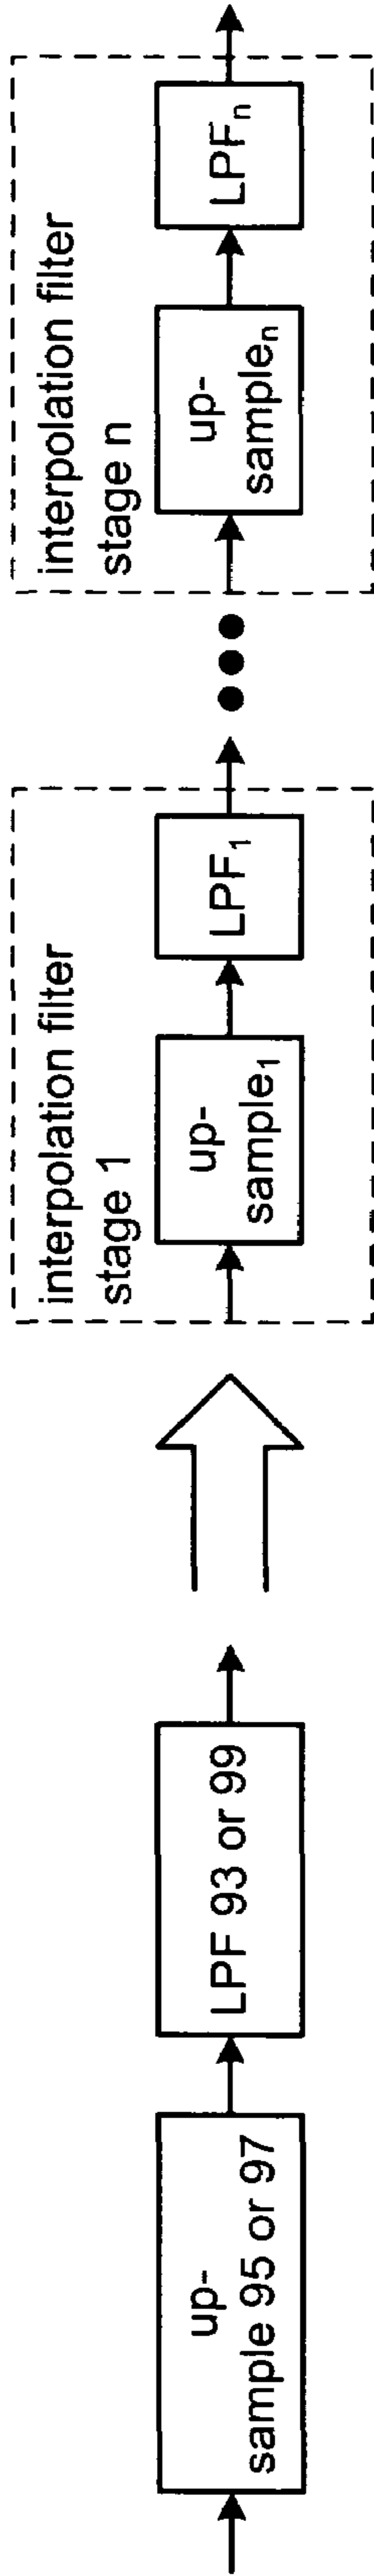 up-
sample 95 or 97
LPF 93 or 99
interpolation filter
stage 1
up-
sample₁
LPF₁
interpolation filter
stage n
up-
sampleₙ
LPFₙ